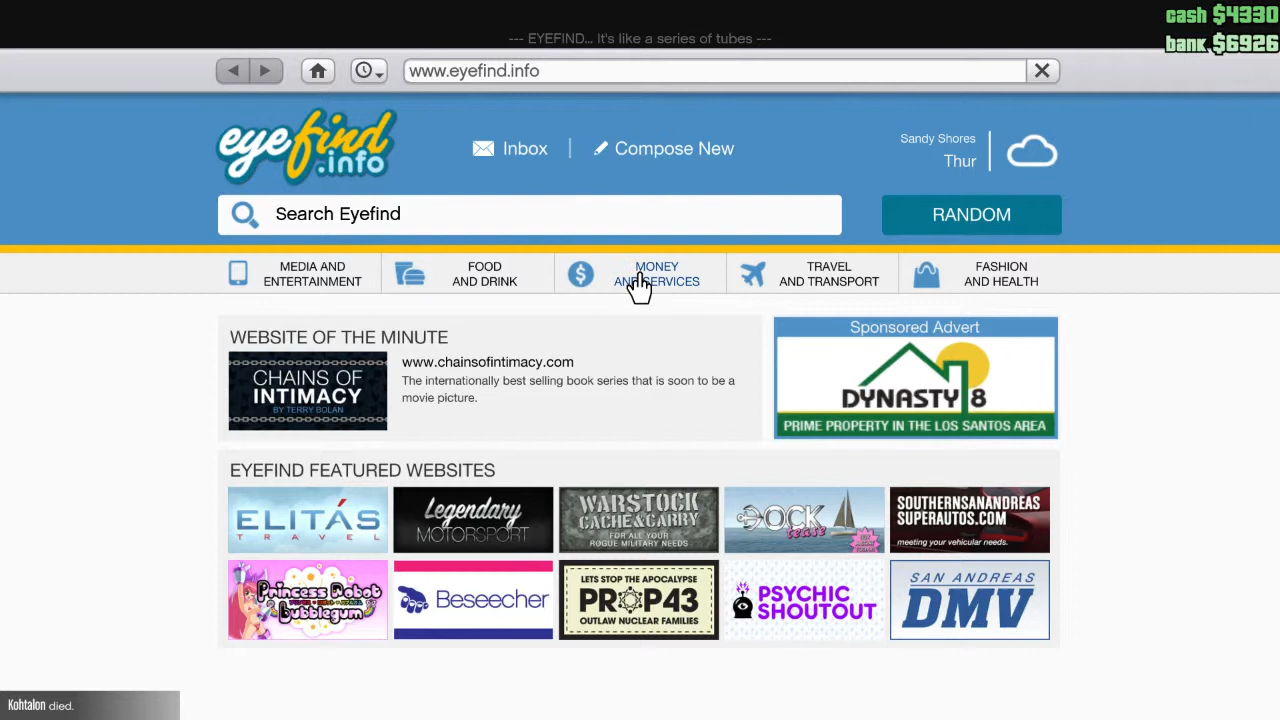 cash $4330
bank $6926
--- EYEFIND... It's like a series of tubes ---
www.eyefind.info
eyefind
.info
Inbox
Compose New
Sandy Shores
Thur
Search Eyefind
RANDOM
MEDIA AND
ENTERTAINMENT
FOOD
AND DRINK
MONEY
AND SERVICES
TRAVEL
AND TRANSPORT
FASHION
AND HEALTH
WEBSITE OF THE MINUTE
CHAINS OF
INTIMACY
BY TERRY BOLAN
www.chainsofintimacy.com
The internationally best selling book series that is soon to be a
movie picture.
Sponsored Advert
DYNASTY 8
PRIME PROPERTY IN THE LOS SANTOS AREA
EYEFIND FEATURED WEBSITES
ELITÁS
TRAVEL
Legendary
MOTORSPORT
WARSTOCK
CACHE & CARRY
FOR ALL YOUR
ROGUE MILITARY NEEDS
DOCK
tease
SOUTHERNSANANDREAS
SUPERAUTOS.COM
meeting your vehicular needs.
Princess Robot
bubblegum
Beseecher
LETS STOP THE APOCALYPSE
PROP43
OUTLAW NUCLEAR FAMILIES
PSYCHIC
SHOUTOUT
SAN ANDREAS
DMV
Kohtalon died.